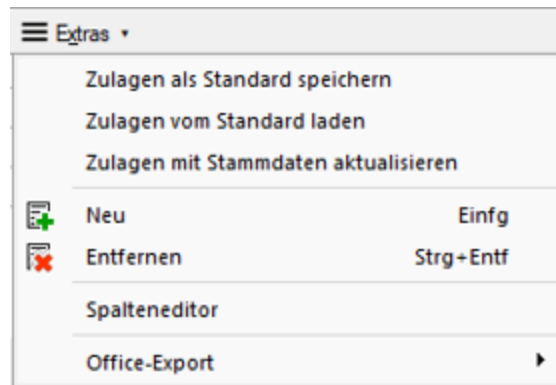 Extras
Zulagen als Standard speichern
Zulagen vom Standard laden
Zulagen mit Stammdaten aktualisieren
Neu Einfg
Entfernen Strg+Entf
Spalteneditor
Office-Export